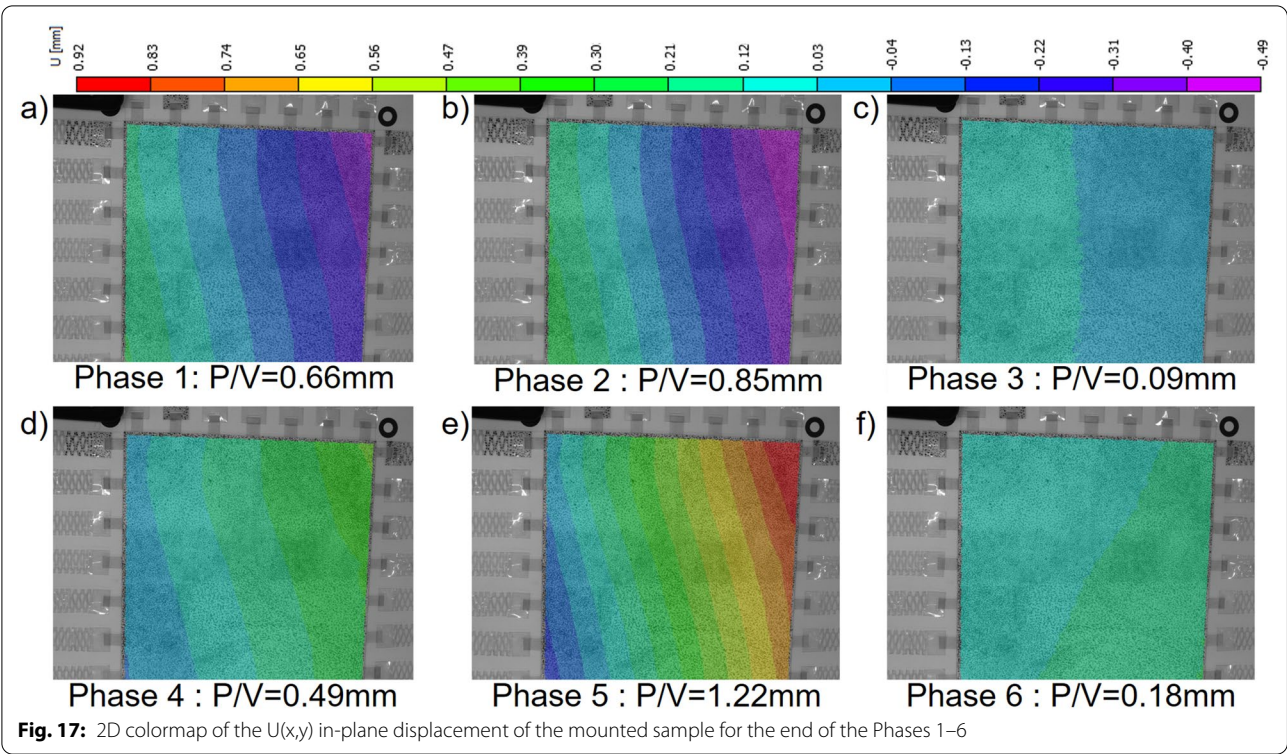 U [mm]
0.92 0.83 0.74 0.65 0.56 0.47 0.39 0.30 0.21 0.12 0.03 -0.04 -0.13 -0.22 -0.31 -0.40 -0.49
a) b) c)
Phase 1: P/V=0.66mm Phase 2 : P/V=0.85mm Phase 3 : P/V=0.09mm
d) e) f)
Phase 4 : P/V=0.49mm Phase 5 : P/V=1.22mm Phase 6 : P/V=0.18mm
Fig. 17: 2D colormap of the U(x,y) in-plane displacement of the mounted sample for the end of the Phases 1–6